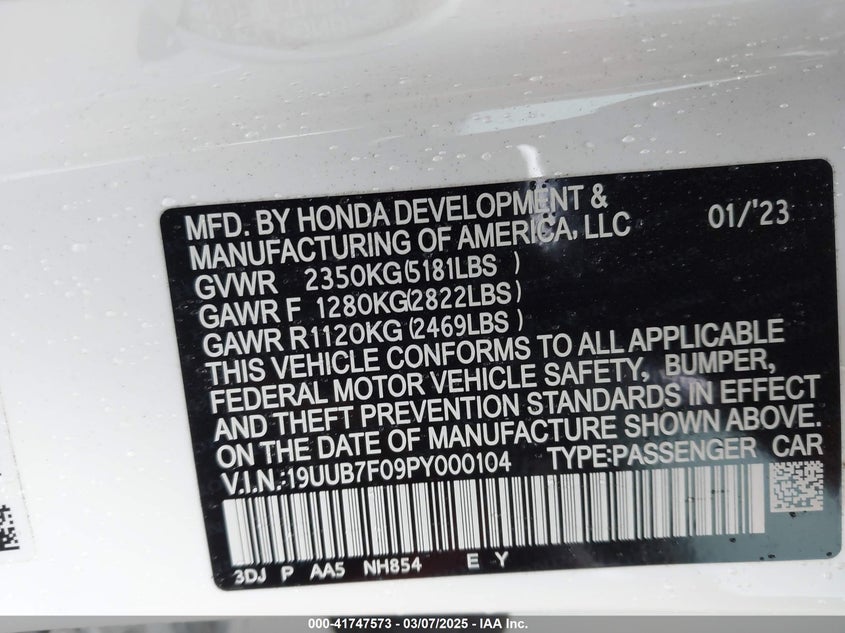 MFD. BY HONDA DEVELOPMENT & 01/'23
MANUFACTURING OF AMERICA, LLC
GVWR 2350KG(5181LBS )
GAWR F 1280KG(2822LBS)
GAWR R1120KG(2469LBS)
THIS VEHICLE CONFORMS TO ALL APPLICABLE
FEDERAL MOTOR VEHICLE SAFETY, BUMPER,
AND THEFT PREVENTION STANDARDS IN EFFECT
ON THE DATE OF MANUFACTURE SHOWN ABOVE.
V.I.N.:19UUB7F09PY000104 TYPE:PASSENGER CAR
3DJ P AA5 NH854 E Y
000-41747573 — 03/07/2025 - IAA Inc.